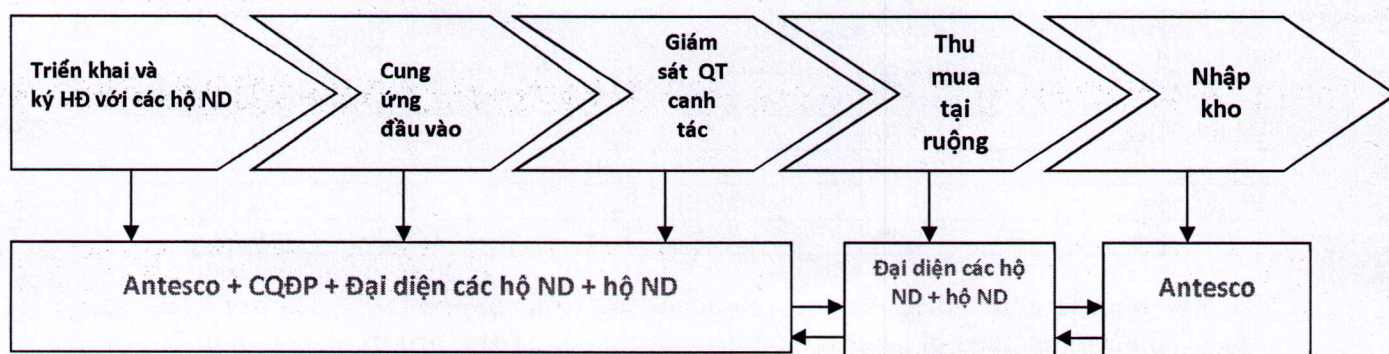 Triển khai và
ký HĐ với các hộ ND
Cung
ứng
đầu vào
Giám
sát QT
canh
tác
Thu
mua
tại
ruộng
Nhập
kho
Antesco + CQĐP + Đại diện các hộ ND + hộ ND
Đại diện các hộ
ND + hộ ND
Antesco